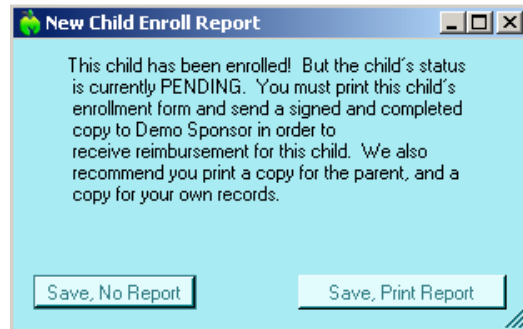 New Child Enroll Report
This child has been enrolled! But the child's status
is currently PENDING. You must print this child's
enrollment form and send a signed and completed
copy to Demo Sponsor in order to
receive reimbursement for this child. We also
recommend you print a copy for the parent, and a
copy for your own records.
Save, No Report
Save, Print Report